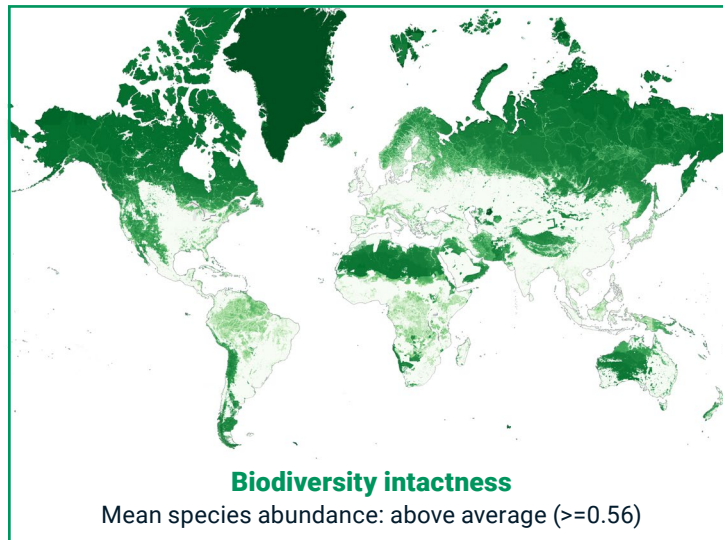 Biodiversity intactness
Mean species abundance: above average (>=0.56)